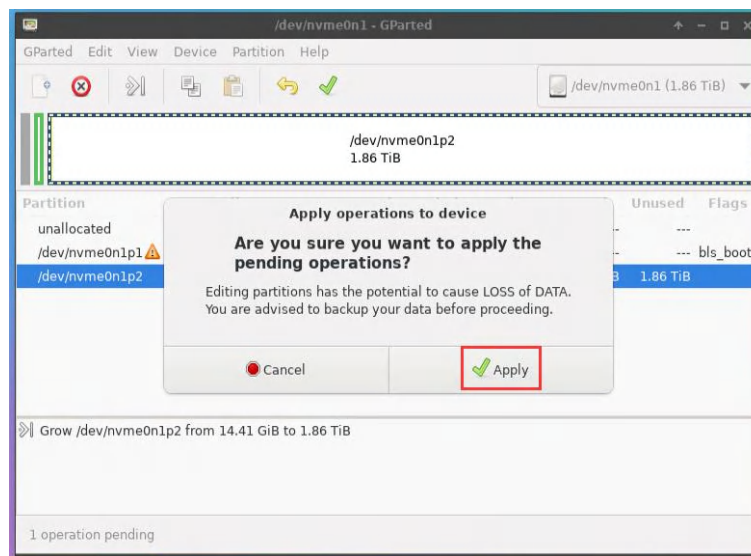 /dev/nvme0n1 - GParted
GParted Edit View Device Partition Help
/dev/nvme0n1 (1.86 TiB)
/dev/nvme0n1p2
1.86 TiB
Partition Unused Flags
unallocated --- ---
/dev/nvme0n1p1 --- --- bls_boot
/dev/nvme0n1p2 B 1.86 TiB
Apply operations to device
Are you sure you want to apply the
pending operations?
Editing partitions has the potential to cause LOSS of DATA.
You are advised to backup your data before proceeding.
Cancel Apply
Grow /dev/nvme0n1p2 from 14.41 GiB to 1.86 TiB
1 operation pending